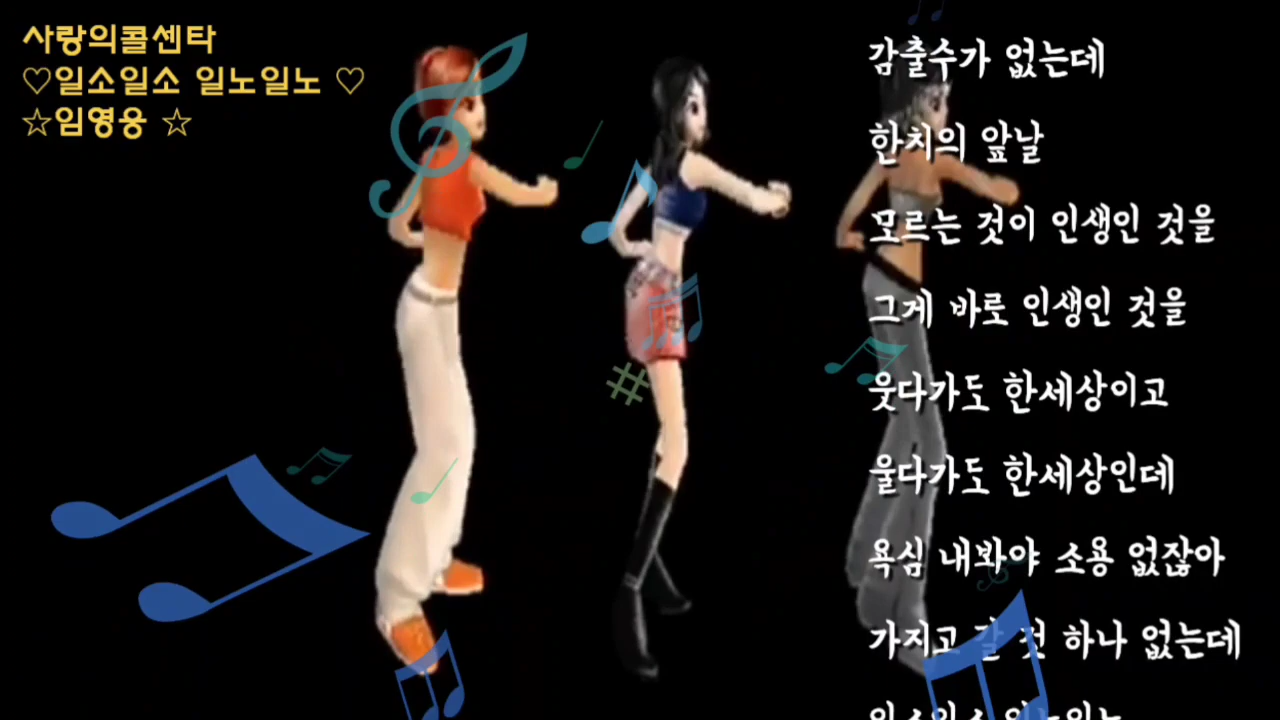 사랑의콜센타
♡일소일소 일노일노 ♡
☆임영웅 ☆
감출수가 없는데
한치의 앞날
모르는 것이 인생인 것을
그게 바로 인생인 것을
웃다가도 한세상이고
울다가도 한세상인데
욕심 내봐야 소용 없잖아
가지고 갈 것 하나 없는데